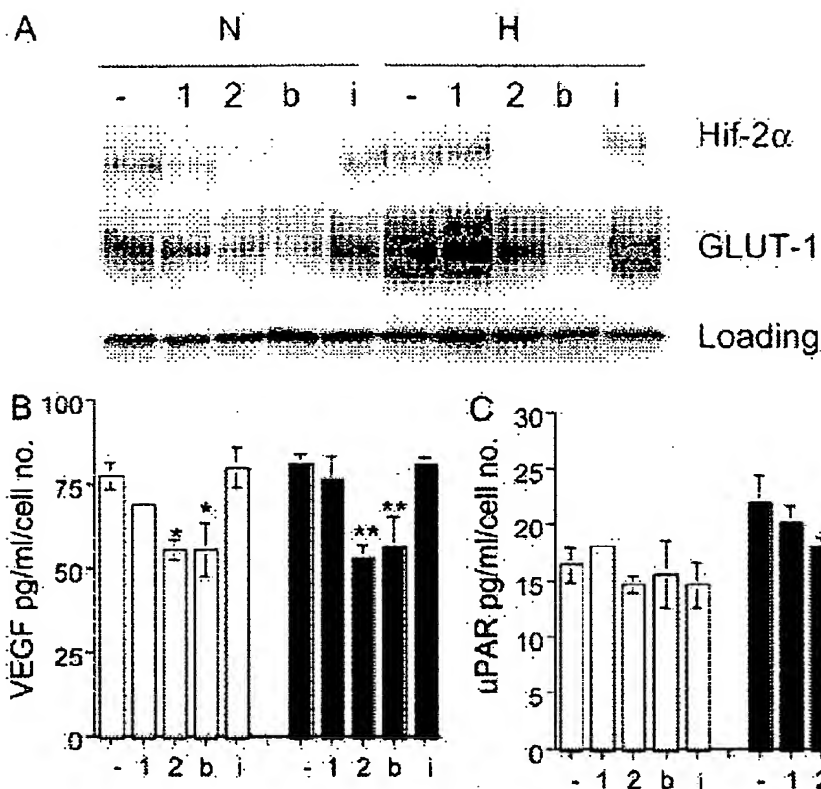 A
N H
- 1 2 b i - 1 2 b i
Hif-2α
GLUT-1
Loading
B
VEGF pg/ml/cell no.
100
75
50
25
0
* * ** **
- 1 2 b i - 1 2 b i
C
uPAR pg/ml/cell no.
30
25
20
15
10
5
0
- 1 2 b i - 1 2